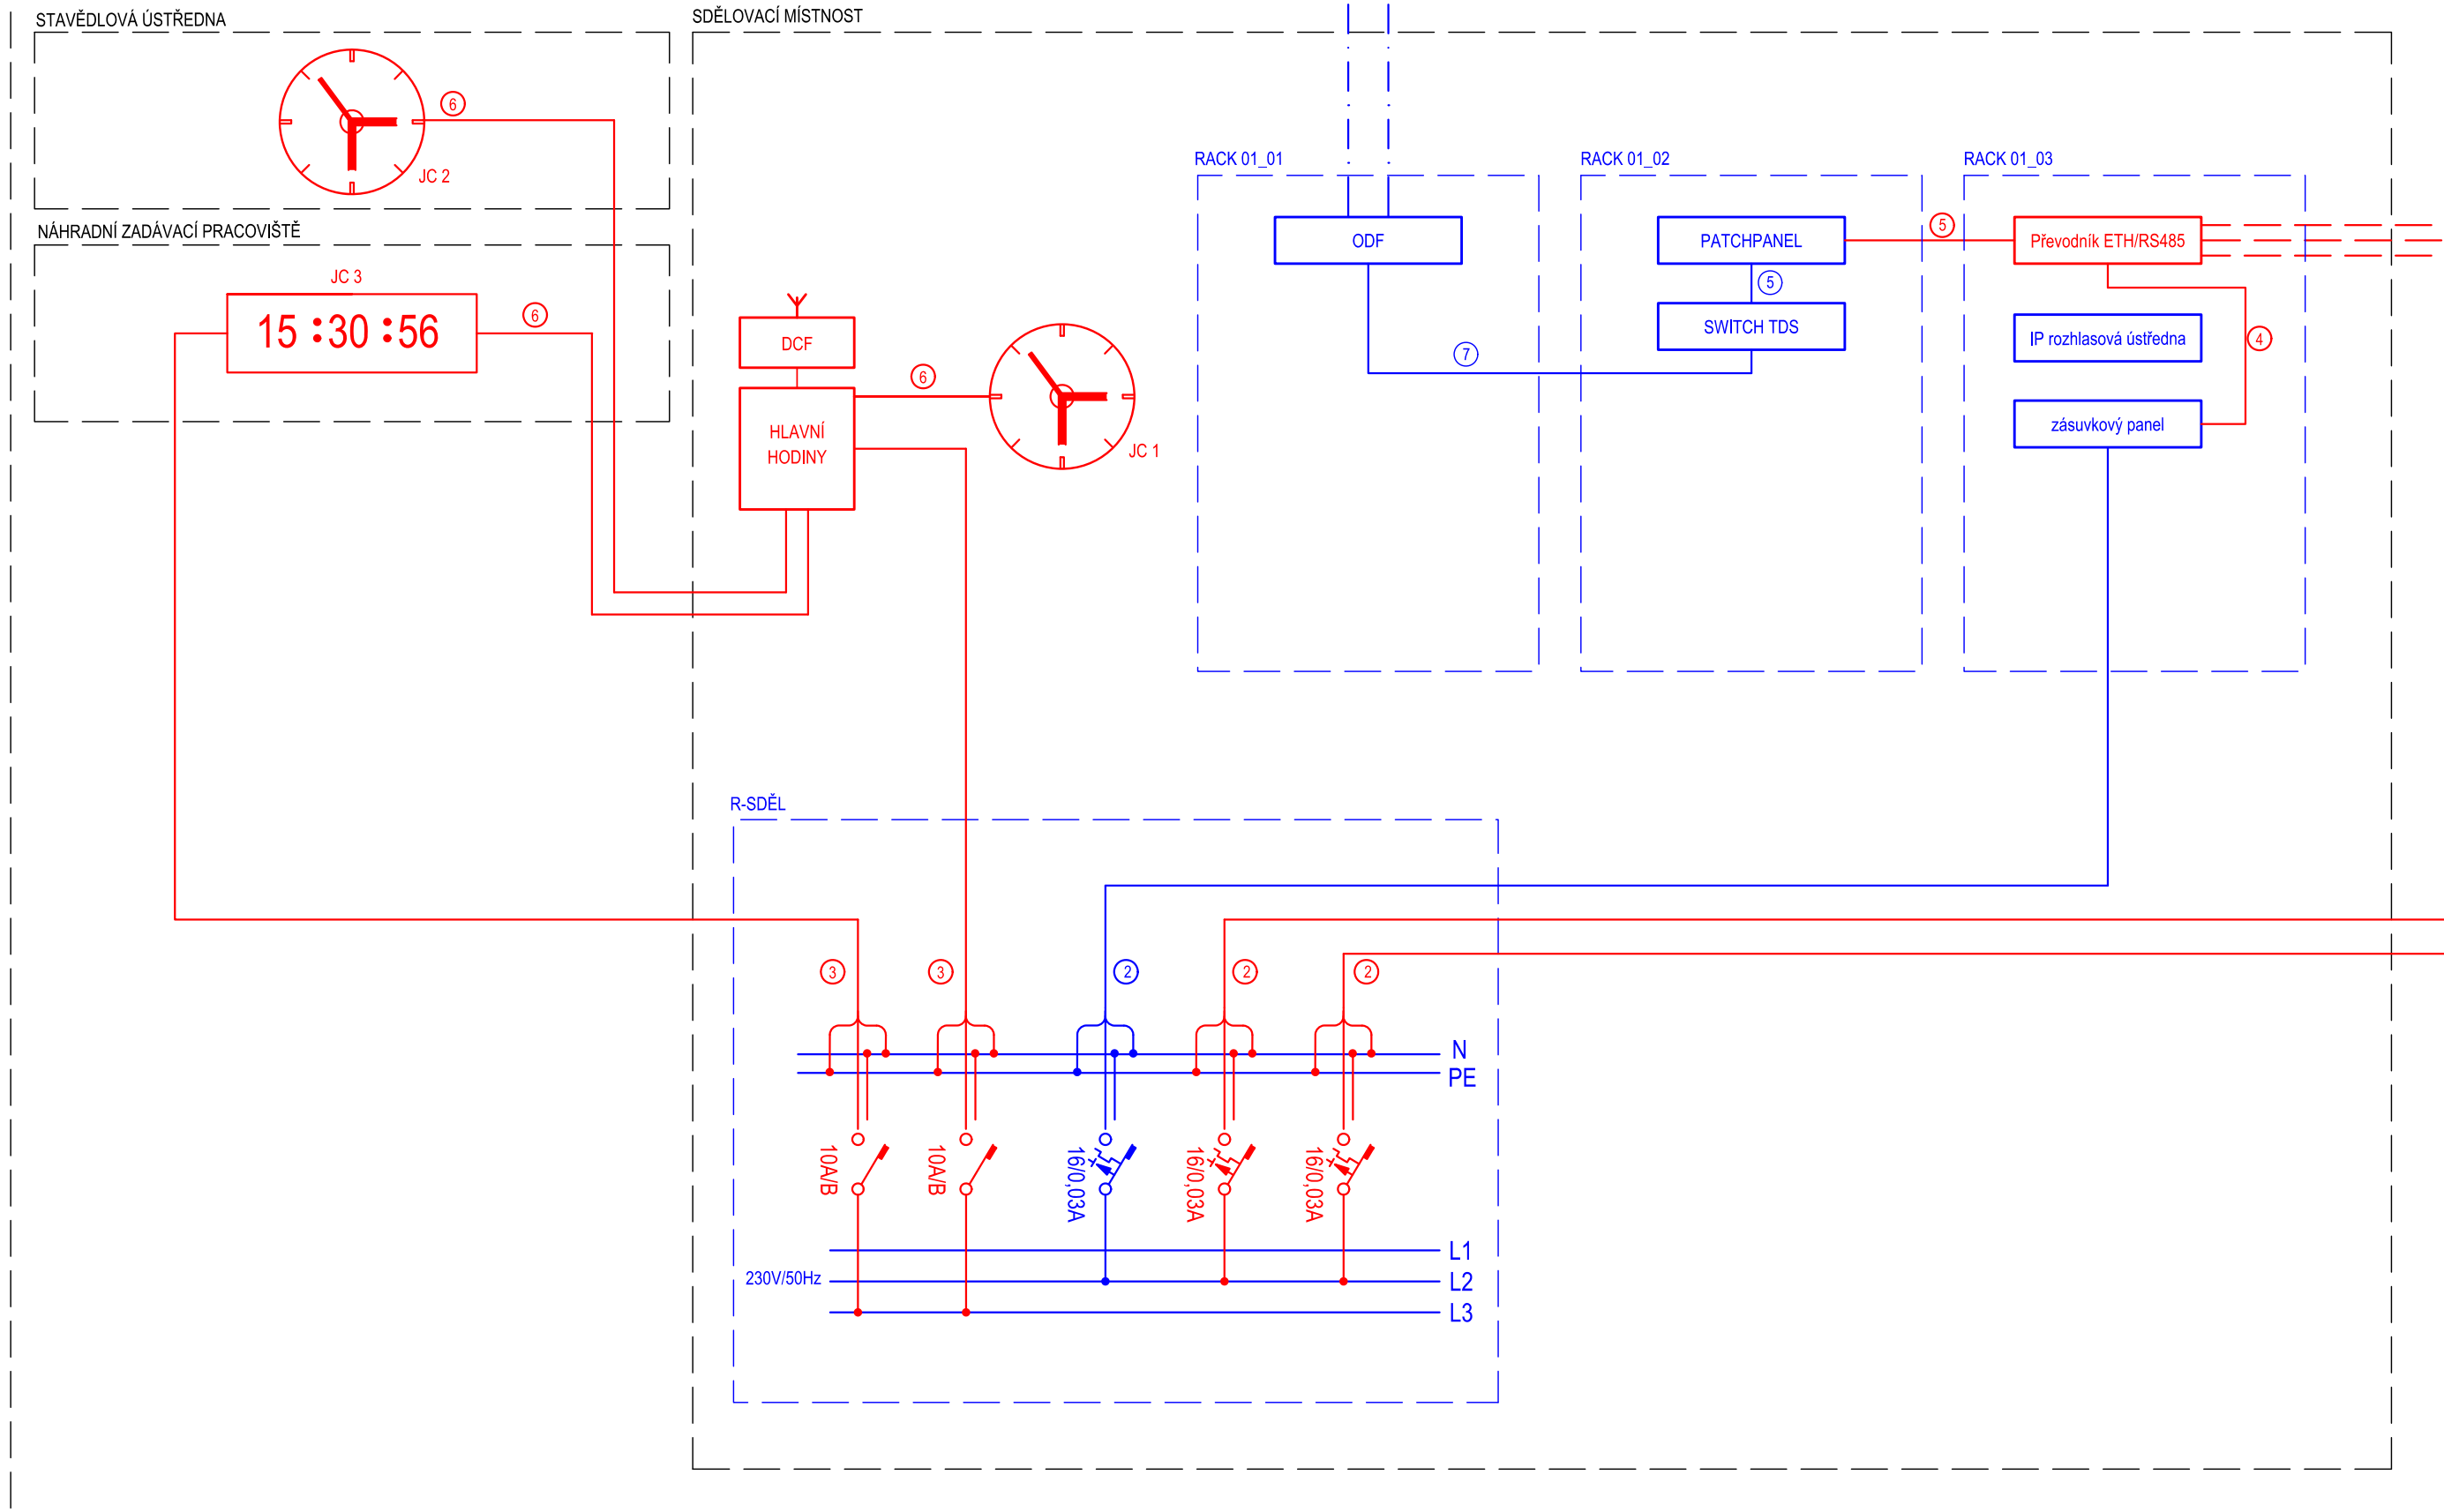 STAVĚDLOVÁ ÚSTŘEDNA
SDĚLOVACÍ MÍSTNOST
6
JC 2
RACK 01_01
RACK 01_02
RACK 01_03
NÁHRADNÍ ZADÁVACÍ PRACOVIŠTĚ
ODF
PATCHPANEL
5
Převodník ETH/RS485
JC 3
5
15:30:56
6
DCF
SWITCH TDS
IP rozhlasová ústředna
4
7
6
HLAVNÍ
HODINY
JC 1
zásuvkový panel
R-SDĚL
3
3
2
2
2
N
PE
10A/B
10A/B
16/0,03A
16/0,03A
16/0,03A
L1
230V/50Hz
L2
L3